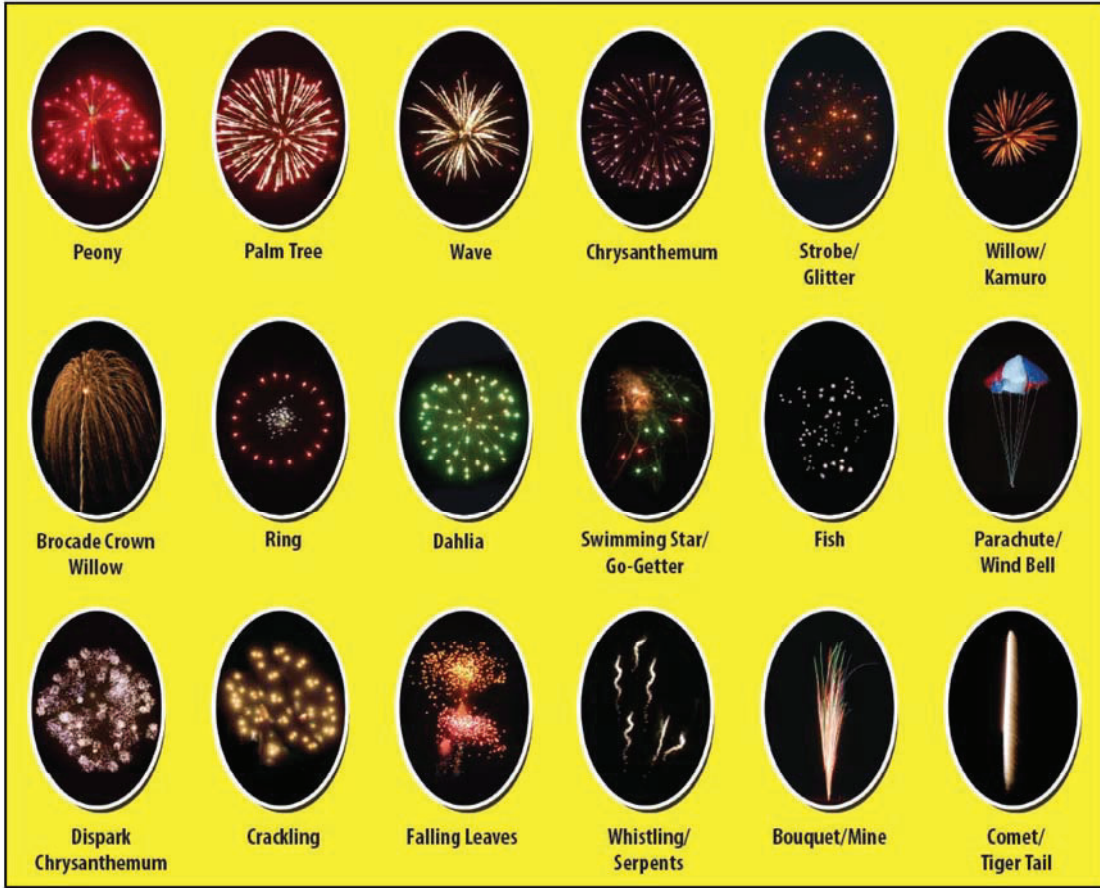 Peony
Palm Tree
Wave
Chrysanthemum
Strobe/
Glitter
Willow/
Kamuro
Brocade Crown
Willow
Ring
Dahlia
Swimming Star/
Go-Getter
Fish
Parachute/
Wind Bell
Dispark
Chrysanthemum
Crackling
Falling Leaves
Whistling/
Serpents
Bouquet/Mine
Comet/
Tiger Tail